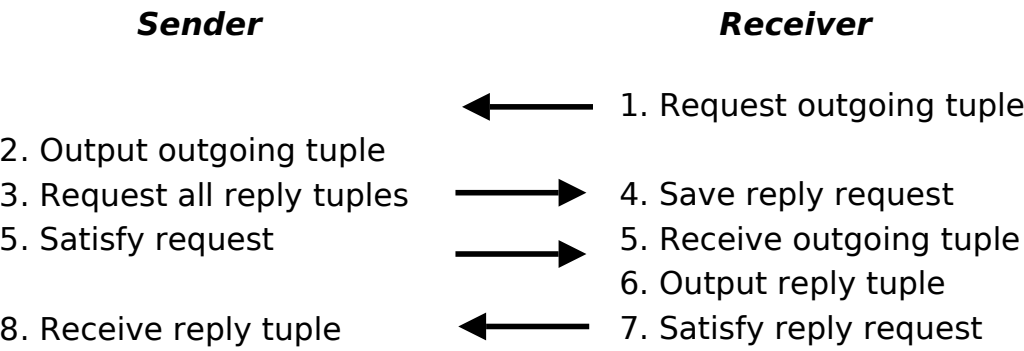 Sender Receiver
1. Request outgoing tuple
2. Output outgoing tuple
3. Request all reply tuples 4. Save reply request
5. Satisfy request 5. Receive outgoing tuple
6. Output reply tuple
8. Receive reply tuple 7. Satisfy reply request